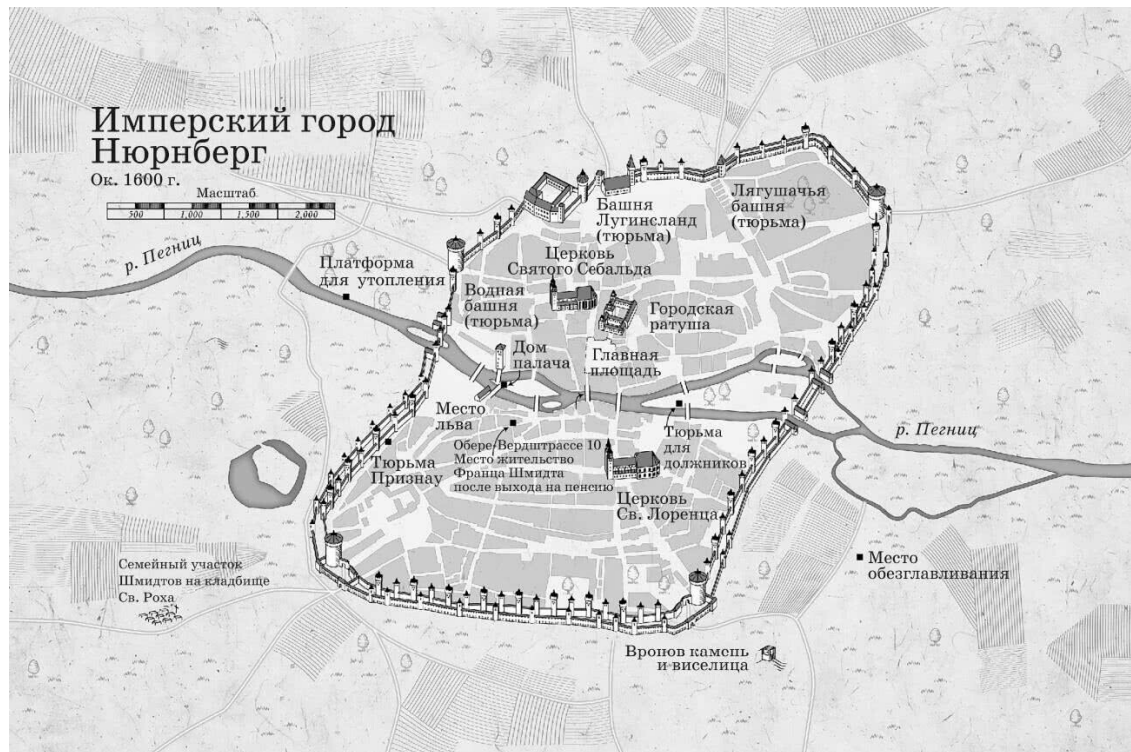 Имперский город
Нюрнберг
Ок. 1600 г.
Масштаб
500 1,000 1,500 2,000
р. Пегниц
Платформа
для утопления
Башня
Лугинсланд
(тюрьма)
Лягушачья
башня
(тюрьма)
Церковь
Святого Себальда
Водная
башня
(тюрьма)
Городская
ратуша
Дом
палача
Главная
площадь
Место
льва
Обере-Вердштрассе 10
Место жительство
Франца Шмидта
после выхода на пенсию
Тюрьма
для
должников
р. Пегниц
Тюрьма
Призпау
Церковь
Св. Лоренца
Семейный участок
Шмидтов на кладбище
Св. Роха
Место
обезглавливания
Вронов камень
и виселица